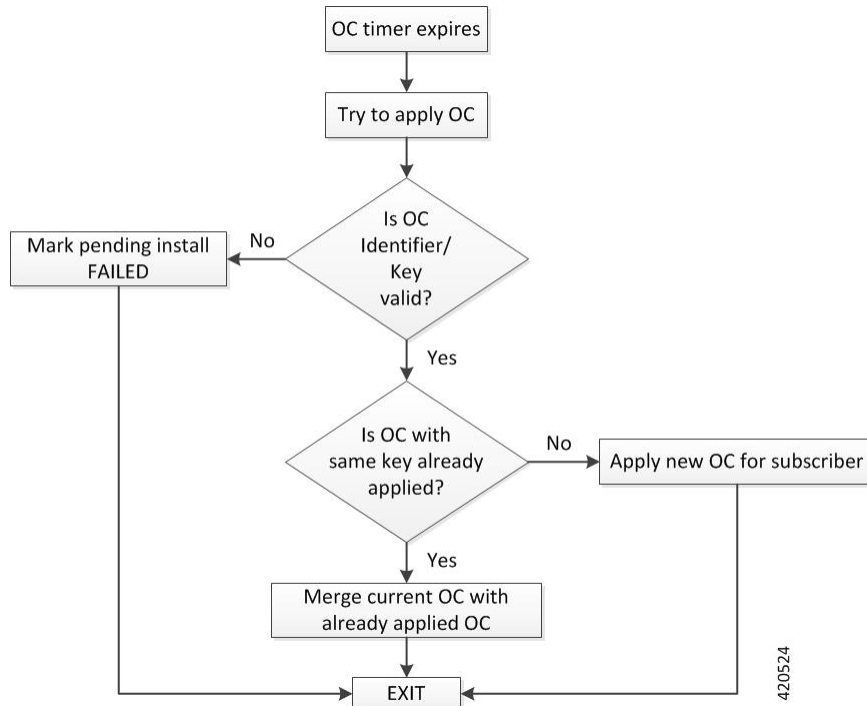 OC timer expires
Try to apply OC
Is OC
Identifier/
Key
valid?
No
Mark pending install
FAILED
Yes
Is OC with
same key already
applied?
No
Apply new OC for subscriber
Yes
Merge current OC with
already applied OC
EXIT
420524